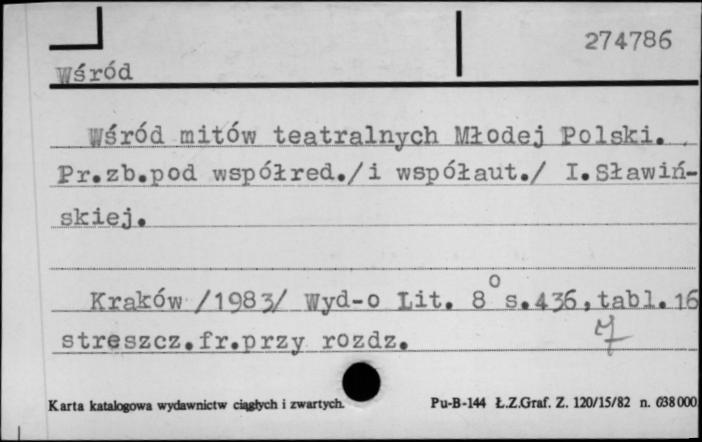 274786
Wśród
Wśród mitów teatralnych Młodej Polski.
Pr.zb.pod współred./i współaut./ I.Sławiń-
skiej.
Kraków /1983/ Wyd-o Lit. 8° s.436,tabl.16
streszcz.fr.przy rozdz.
Karta katalogowa wydawnictw ciągłych i zwartych.
Pu-B-144 Ł.Z.Graf. Z. 120/15/82 n. 638000